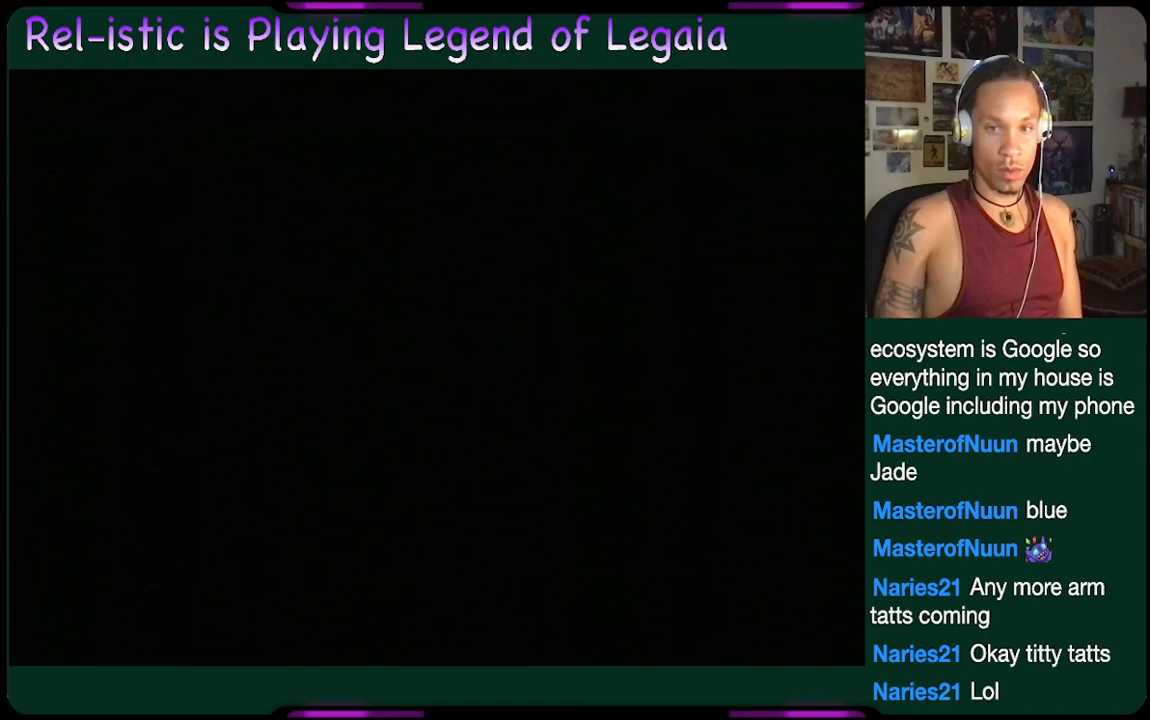 Rel-istic is Playing Legend of Legaia
ecosystem is Google so
everything in my house is
Google including my phone
MasterofNuun maybe
Jade
MasterofNuun blue
MasterofNuun
Naries21 Any more arm
tatts coming
Naries21 Okay titty tatts
Naries21 Lol